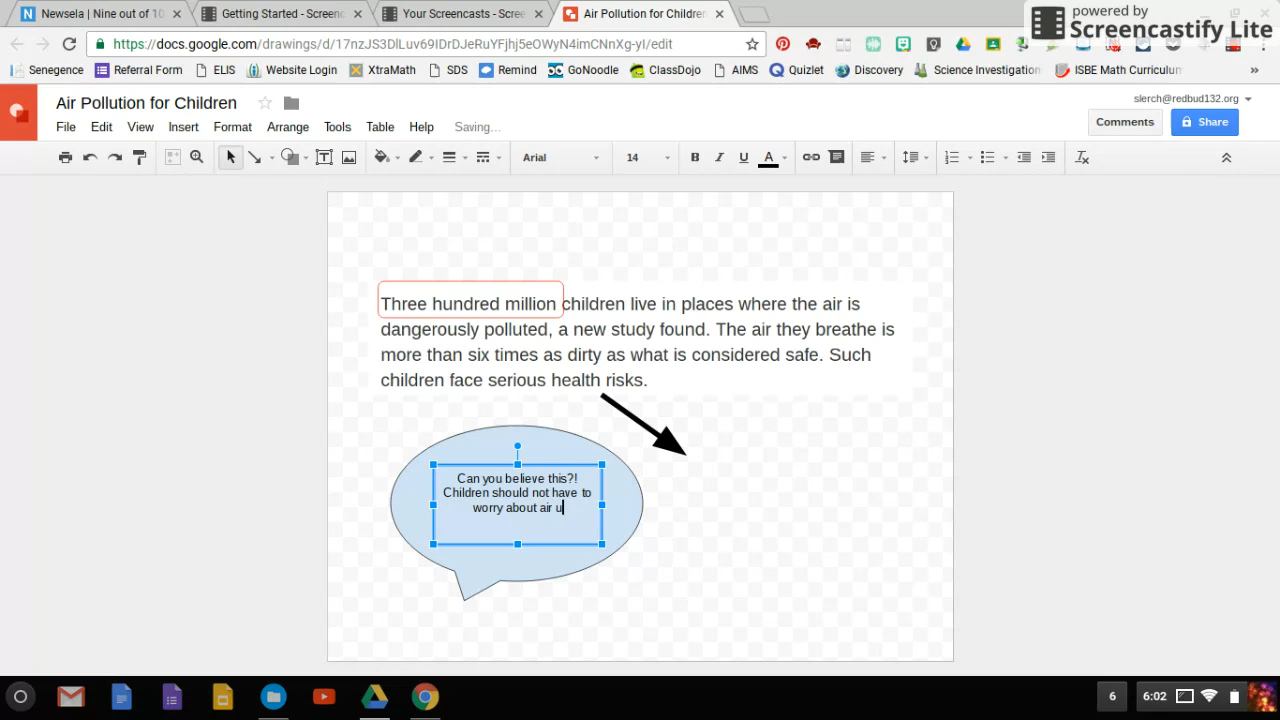 Newsela | Nine out of 10
Getting Started - Screenc
Your Screencasts - Scree
Air Pollution for Children
powered by
Screencastify Lite
https://docs.google.com/drawings/d/17nzJS3DlLuv69IDrDJeRuYFjhj5eOWyN4imCNnXg-yI/edit
Senegence
Referral Form
ELIS
Website Login
XtraMath
SDS
Remind
GoNoodle
ClassDojo
AIMS
Quizlet
Discovery
Science Investigation
ISBE Math Curriculum
»
Air Pollution for Children
slerch@redbud132.org
File Edit View Insert Format Arrange Tools Table Help Saving...
Comments
Share
Arial 14 B I U A
Three hundred million children live in places where the air is
dangerously polluted, a new study found. The air they breathe is
more than six times as dirty as what is considered safe. Such
children face serious health risks.
Can you believe this?!
Children should not have to
worry about air u
6
6:02